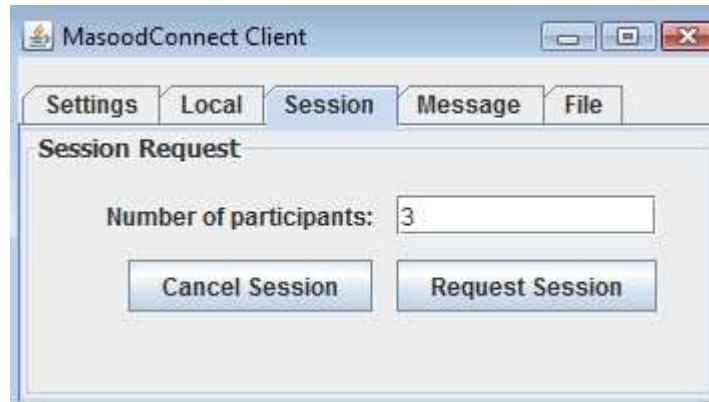 MasoodConnect Client
Settings Local Session Message File
Session Request
Number of participants: 3
Cancel Session Request Session